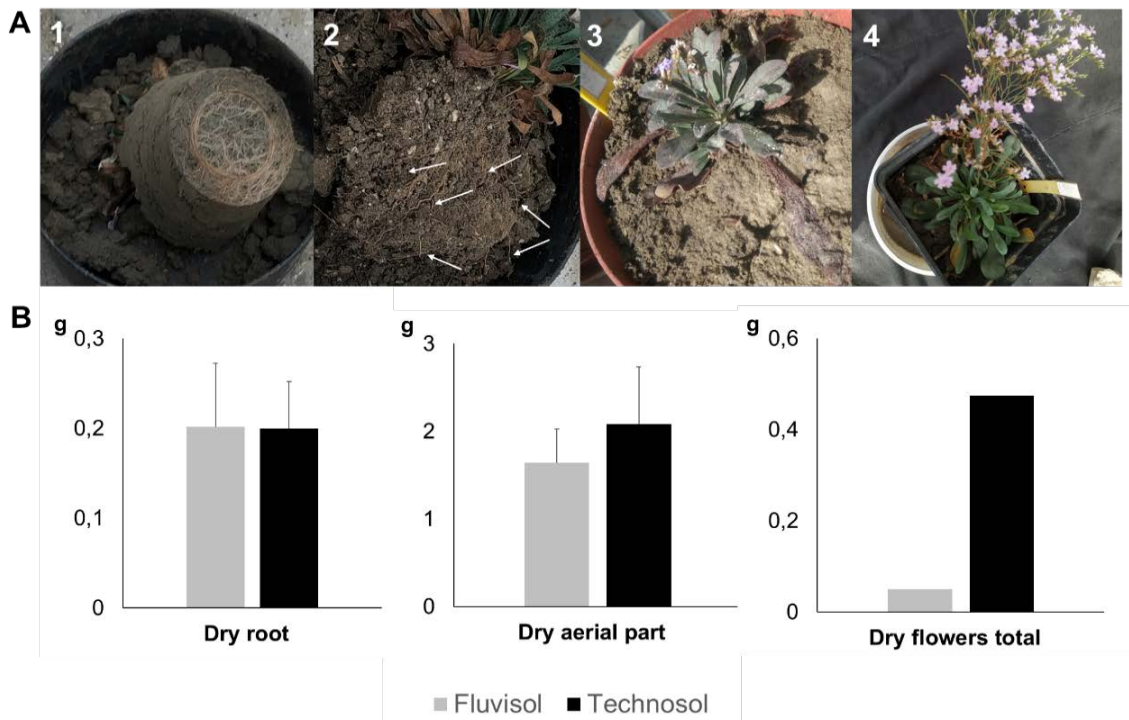 A
1
2
3
4
B
g
0,3
0,2
0,1
0
Dry root
g
3
2
1
0
Dry aerial part
g
0,6
0,4
0,2
0
Dry flowers total
Fluvisol
Technosol